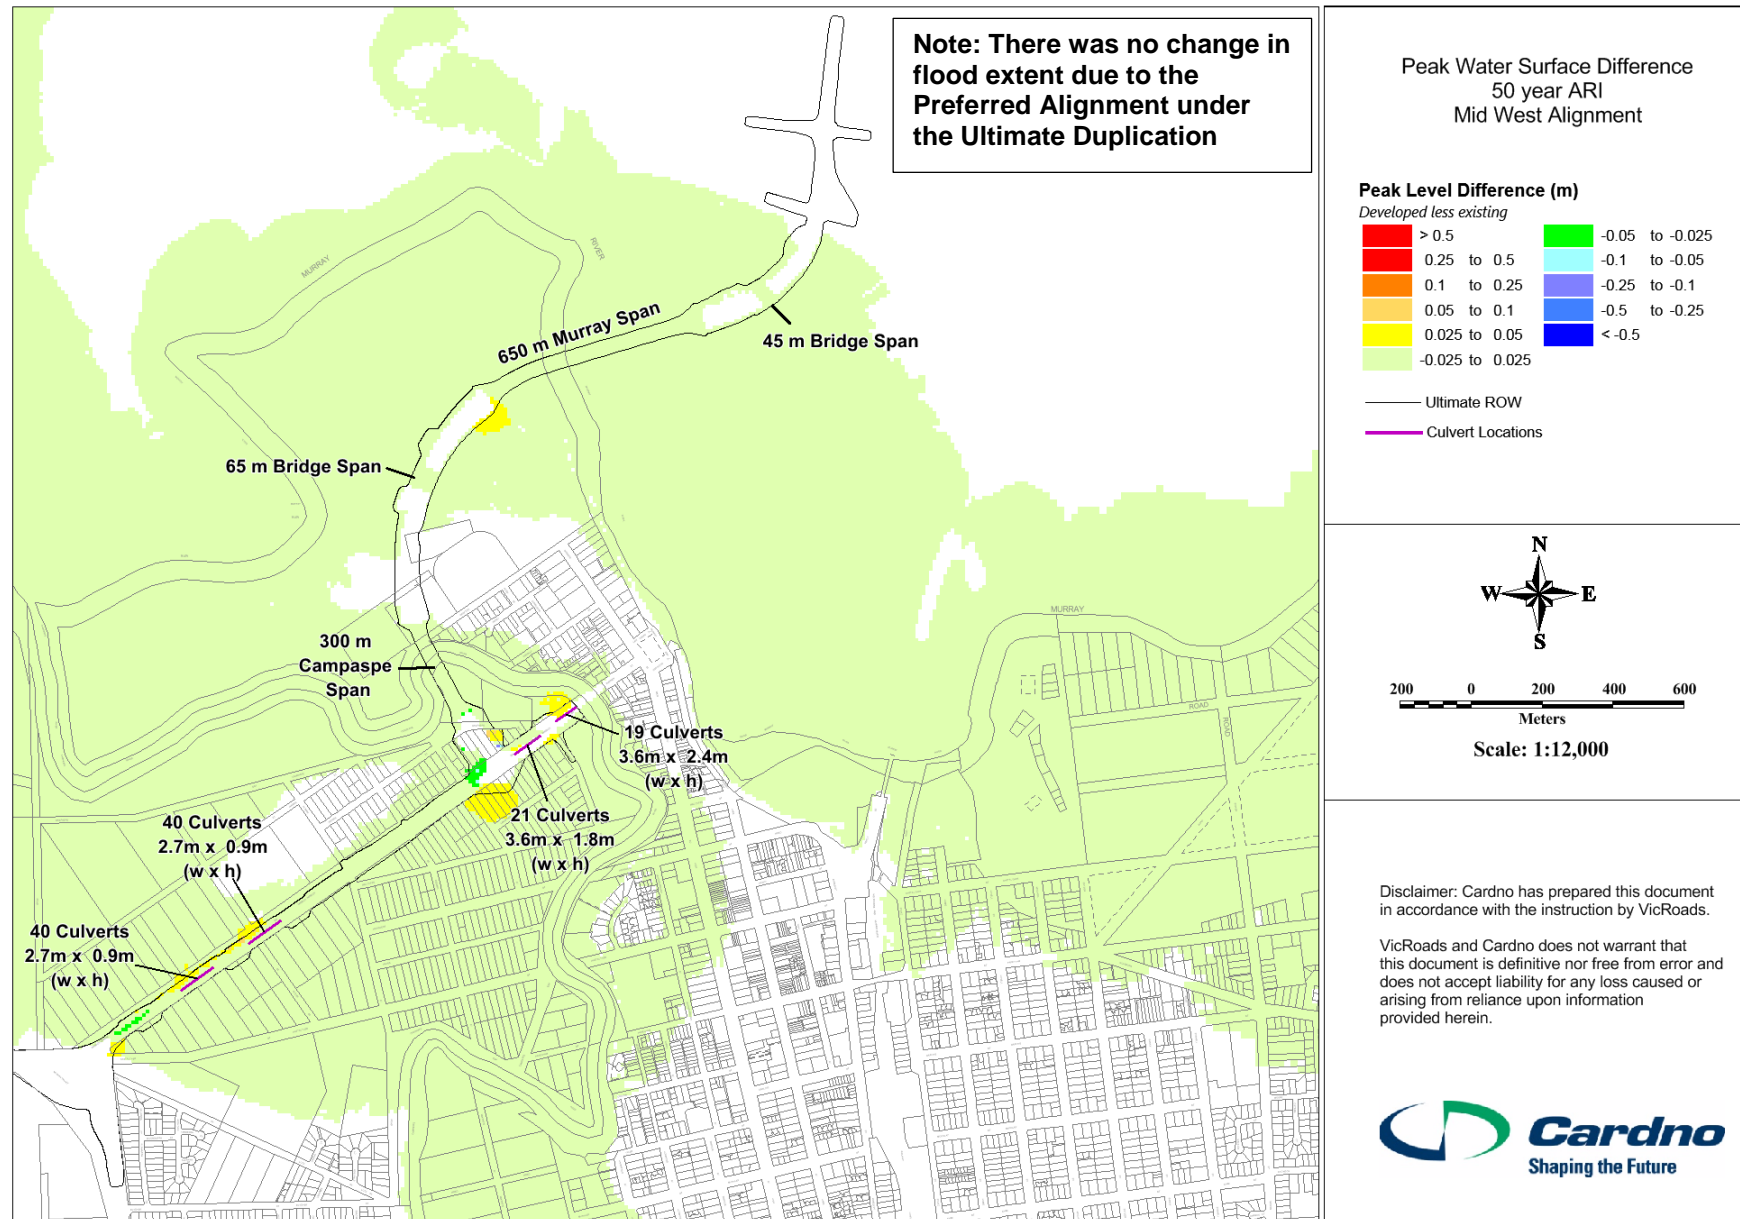 Note: There was no change in
flood extent due to the
Preferred Alignment under
the Ultimate Duplication
MURRAY
RIVER
650 m Murray Span
45 m Bridge Span
65 m Bridge Span
300 m
Campaspe
Span
MURRAY
ROAD
ROAD
19 Culverts
3.6m x 2.4m
(w x h)
21 Culverts
3.6m x 1.8m
(w x h)
40 Culverts
2.7m x 0.9m
(w x h)
40 Culverts
2.7m x 0.9m
(w x h)
Peak Water Surface Difference
50 year ARI
Mid West Alignment
Peak Level Difference (m)
Developed less existing
> 0.5
0.25 to 0.5
0.1 to 0.25
0.05 to 0.1
0.025 to 0.05
-0.025 to 0.025
-0.05 to -0.025
-0.1 to -0.05
-0.25 to -0.1
-0.5 to -0.25
< -0.5
Ultimate ROW
Culvert Locations
N
W E
S
200 0 200 400 600
Meters
Scale: 1:12,000
Disclaimer: Cardno has prepared this document
in accordance with the instruction by VicRoads.
VicRoads and Cardno does not warrant that
this document is definitive nor free from error and
does not accept liability for any loss caused or
arising from reliance upon information
provided herein.
Cardno
Shaping the Future